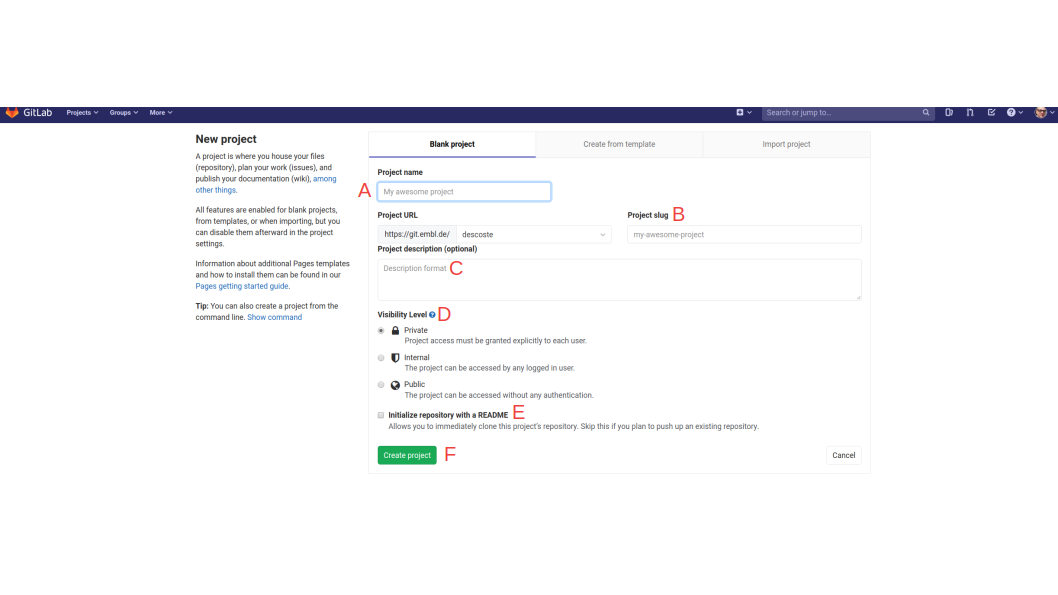 GitLab Projects Groups More Search or jump to...
New project
A project is where you house your files
(repository), plan your work (issues), and
publish your documentation (wiki), among
other things.
All features are enabled for blank projects,
from templates, or when importing, but you
can disable them afterward in the project
settings.
Information about additional Pages templates
and how to install them can be found in our
Pages getting started guide.
Tip: You can also create a project from the
command line. Show command
Blank project Create from template Import project
Project name
A My awesome project
Project URL Project slug B
https://git.embl.de/ descoste my-awesome-project
Project description (optional)
Description format C
Visibility Level ? D
Private
Project access must be granted explicitly to each user.
Internal
The project can be accessed by any logged in user.
Public
The project can be accessed without any authentication.
Initialize repository with a README E
Allows you to immediately clone this project's repository. Skip this if you plan to push up an existing repository.
Create project F Cancel